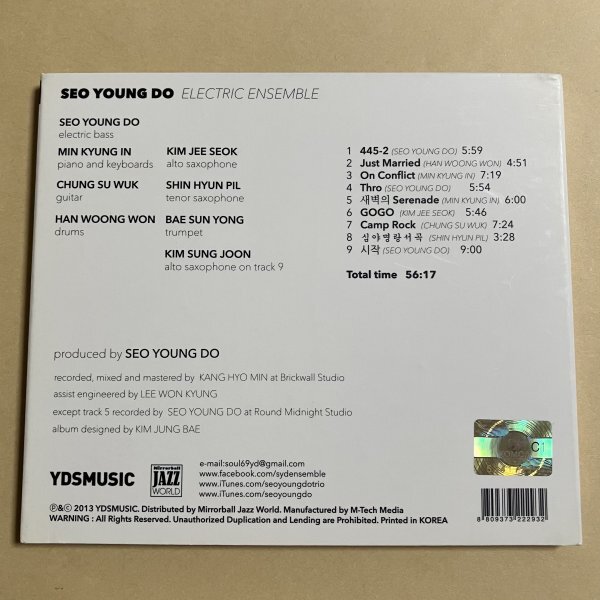 SEO YOUNG DO ELECTRIC ENSEMBLE
SEO YOUNG DO
electric bass
MIN KYUNG IN
piano and keyboards
CHUNG SU WUK
guitar
HAN WOONG WON
drums
KIM JEE SEOK
alto saxophone
SHIN HYUN PIL
tenor saxophone
BAE SUN YONG
trumpet
KIM SUNG JOON
alto saxophone on track 9
1 445-2 (SEO YOUNG DO) 5:59
2 Just Married (HAN WOONG WON) 4:51
3 On Conflict (MIN KYUNG IN) 7:19
4 Thro (SEO YOUNG DO) 5:54
5 새벽의 Serenade (MIN KYUNG IN) 6:00
6 GOGO (KIM JEE SEOK) 5:46
7 Camp Rock (CHUNG SU WUK) 7:24
8 심야명랑서곡 (SHIN HYUN PIL) 3:28
9 시작 (SEO YOUNG DO) 9:00
Total time 56:17
produced by SEO YOUNG DO
recorded, mixed and mastered by KANG HYO MIN at Brickwall Studio
assist engineered by LEE WON KYUNG
except track 5 recorded by SEO YOUNG DO at Round Midnight Studio
album designed by KIM JUNG BAE
YDSMUSIC
Mirrorball
JAZZ
WORLD
e-mail:soul69yd@gmail.com
www.facebook.com/sydensemble
www.iTunes.com/seoyoungdotrio
www.iTunes.com/seoyoungdo
℗&© 2013 YDSMUSIC. Distributed by Mirrorball Jazz World. Manufactured by M-Tech Media
WARNING : All Rights Reserved. Unauthorized Duplication and Lending are Prohibited. Printed in KOREA
8 809373 222932